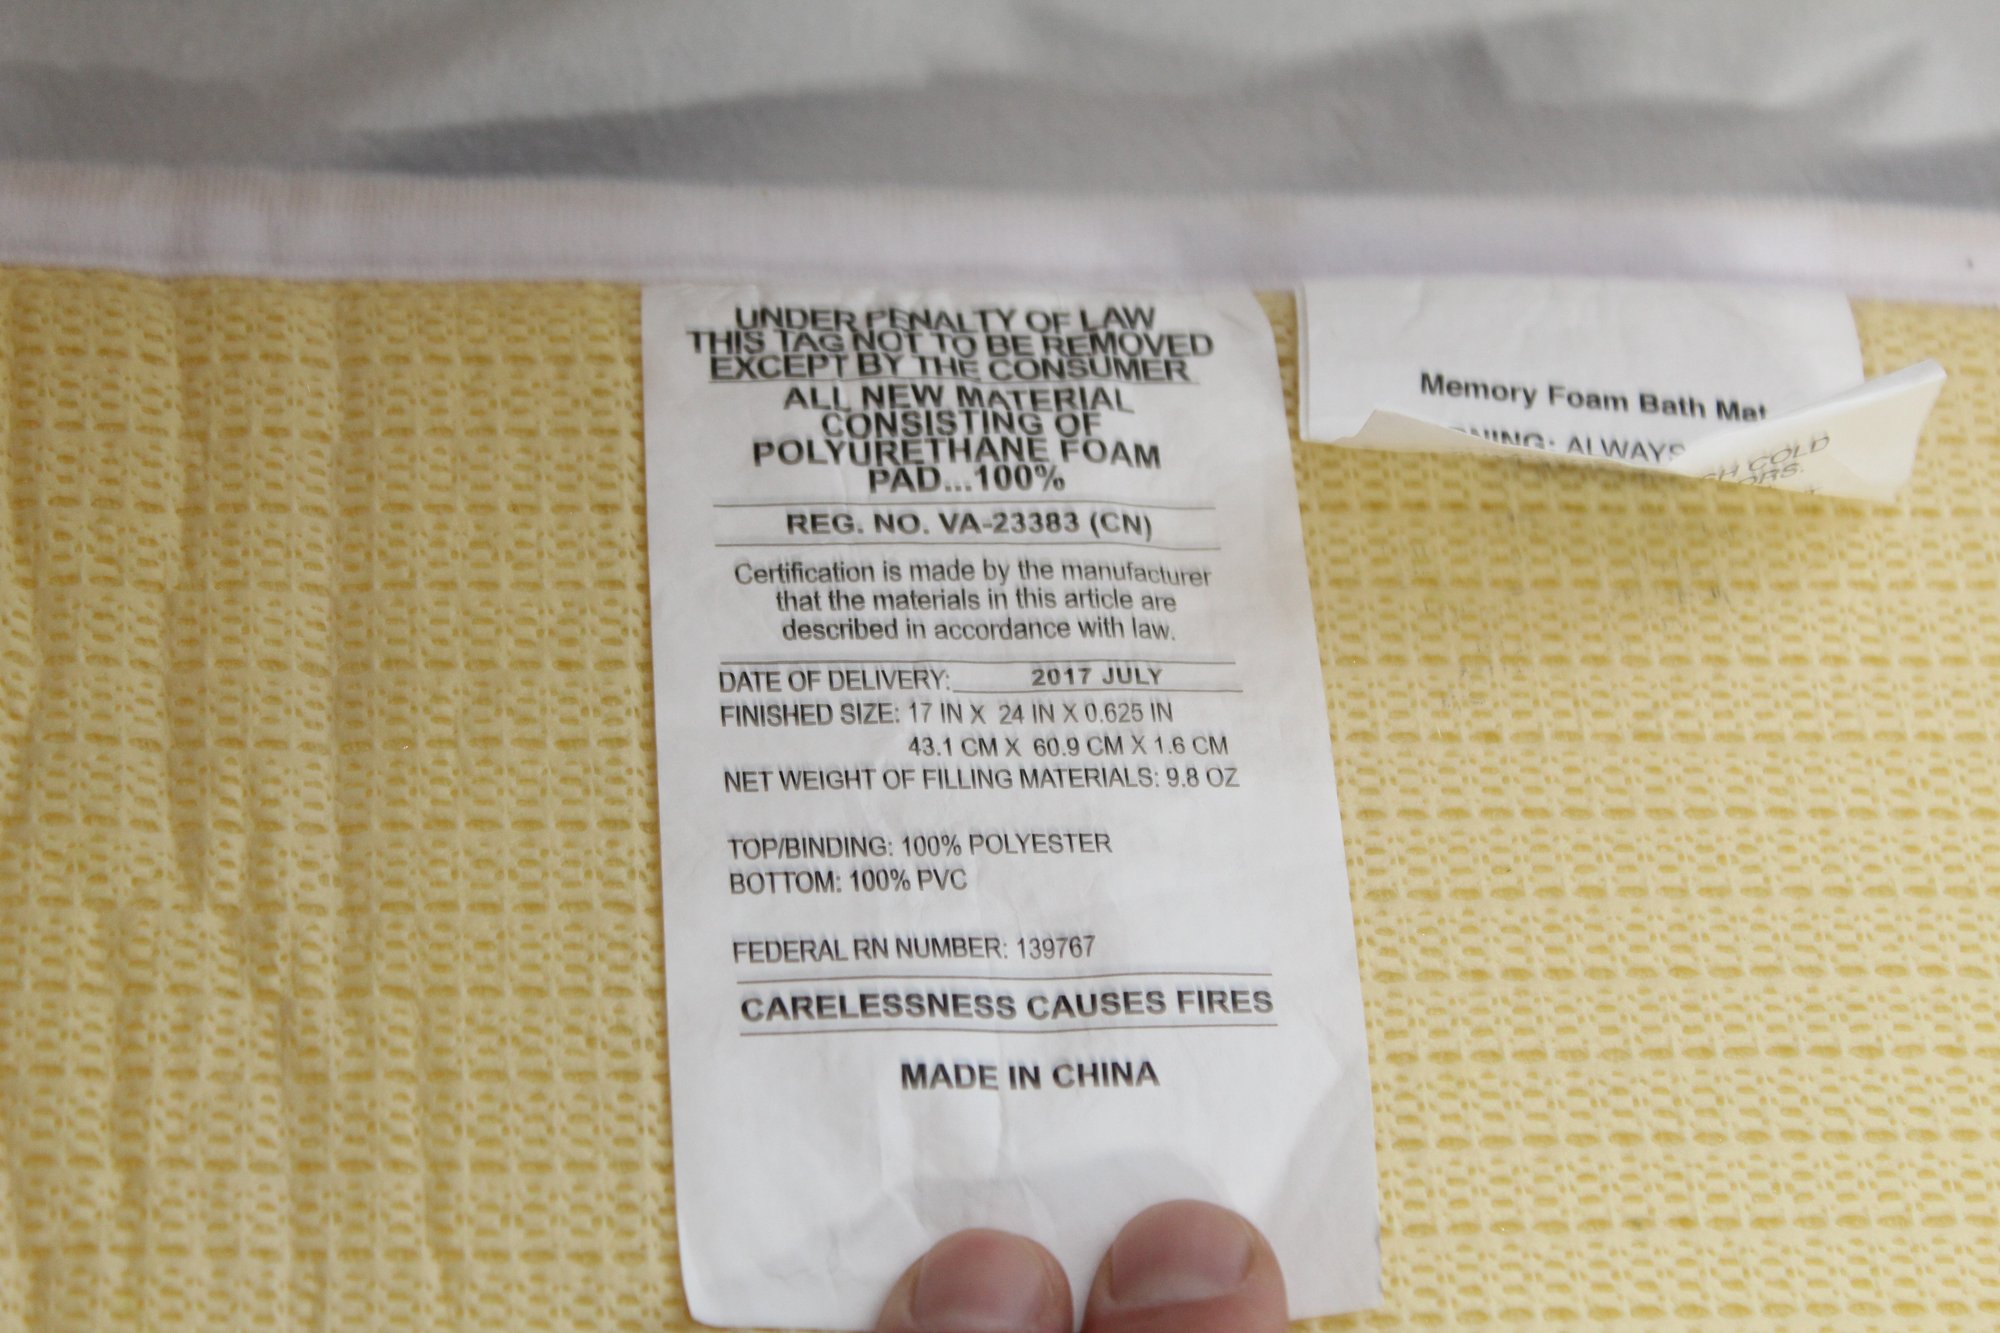 UNDER PENALTY OF LAW
THIS TAG NOT TO BE REMOVED
EXCEPT BY THE CONSUMER
ALL NEW MATERIAL
CONSISTING OF
POLYURETHANE FOAM
PAD...100%
REG. NO. VA-23383 (CN)
Certification is made by the manufacturer
that the materials in this article are
described in accordance with law.
DATE OF DELIVERY: 2017 JULY
FINISHED SIZE: 17 IN X 24 IN X 0.625 IN
43.1 CM X 60.9 CM X 1.6 CM
NET WEIGHT OF FILLING MATERIALS: 9.8 OZ
TOP/BINDING: 100% POLYESTER
BOTTOM: 100% PVC
FEDERAL RN NUMBER: 139767
CARELESSNESS CAUSES FIRES
MADE IN CHINA
Memory Foam Bath Mat
ALWAYS
COLD